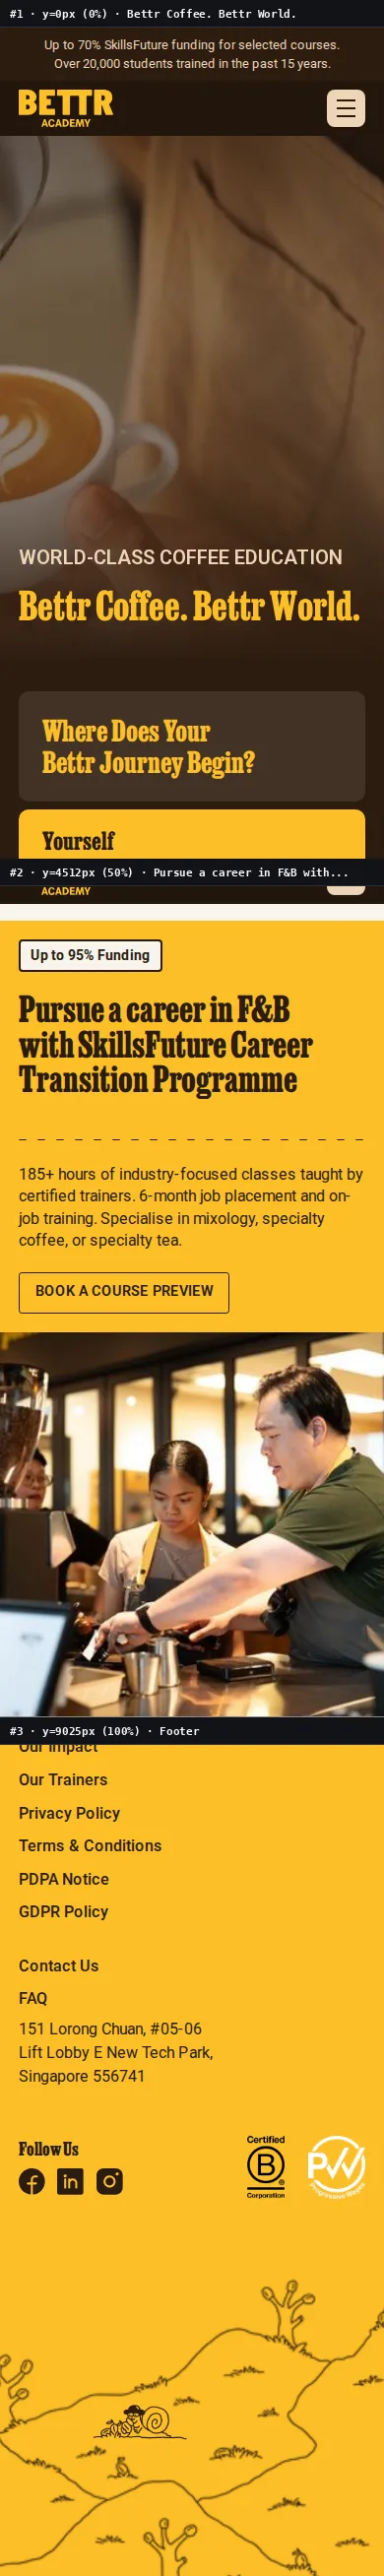 #1 · y=0px (0%) · Bettr Coffee. Bettr World.
Up to 70% SkillsFuture funding for selected courses.
Over 20,000 students trained in the past 15 years.
BETTR
ACADEMY
WORLD-CLASS COFFEE EDUCATION
Bettr Coffee. Bettr World.
Where Does Your
Bettr Journey Begin?
Yourself
#2 · y=4512px (50%) · Pursue a career in F&B with...
ACADEMY
Up to 95% Funding
Pursue a career in F&B
with SkillsFuture Career
Transition Programme
185+ hours of industry-focused classes taught by
certified trainers. 6-month job placement and on-
job training. Specialise in mixology, specialty
coffee, or specialty tea.
BOOK A COURSE PREVIEW
#3 · y=9025px (100%) · Footer
Our Impact
Our Trainers
Privacy Policy
Terms & Conditions
PDPA Notice
GDPR Policy
Contact Us
FAQ
151 Lorong Chuan, #05-06
Lift Lobby E New Tech Park,
Singapore 556741
Follow Us
Certified
B
Corporation
PW
Progressive Wages